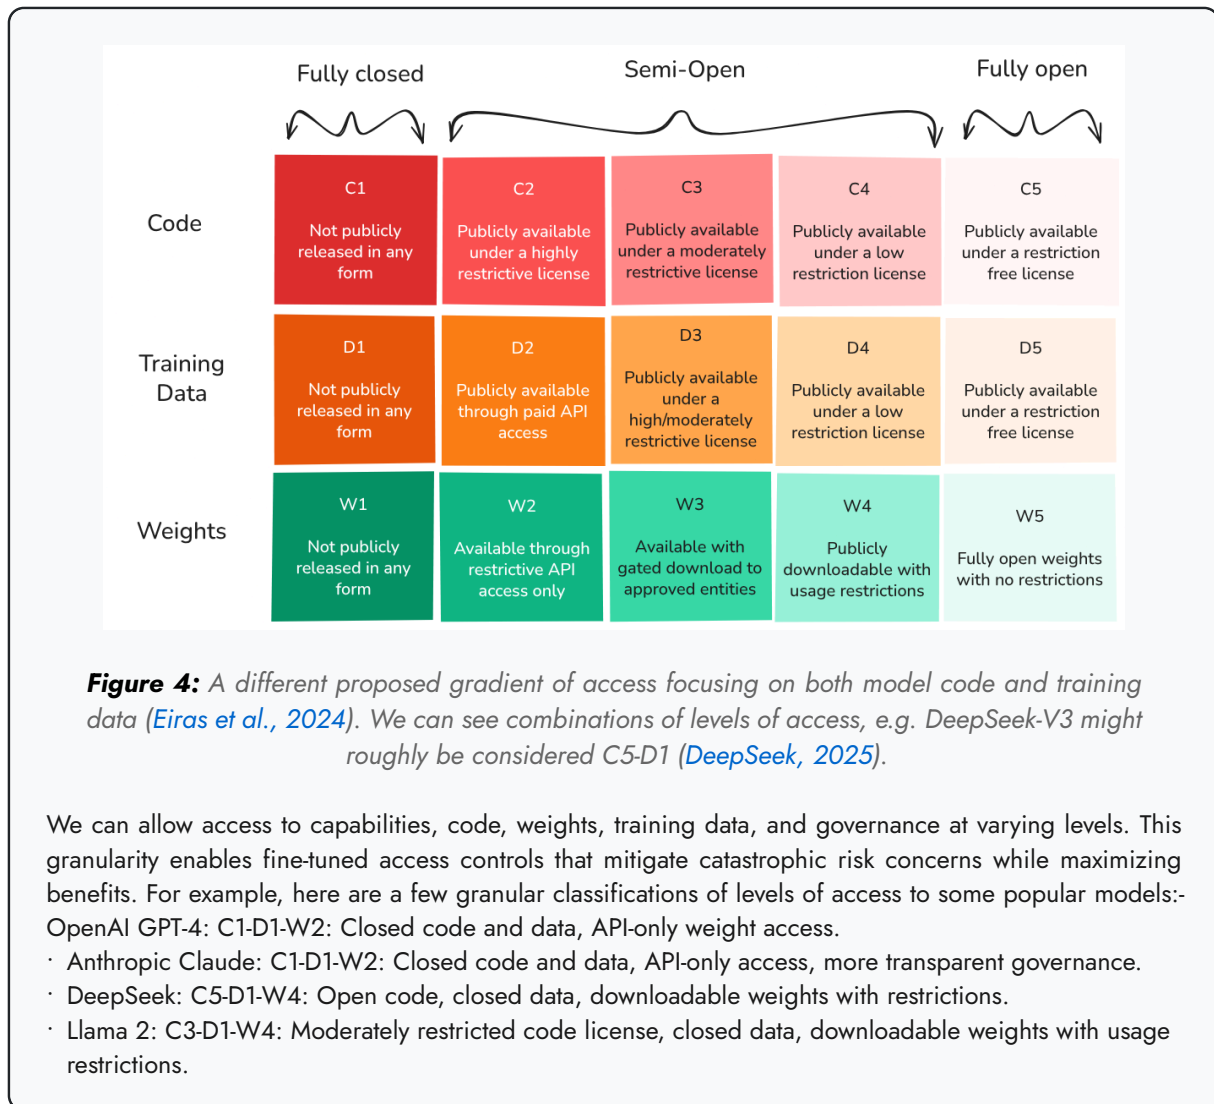 Fully closed
Semi-Open
Fully open
Code
C1
Not publicly
released in any
form
C2
Publicly available
under a highly
restrictive license
C3
Publicly available
under a moderately
restrictive license
C4
Publicly available
under a low
restriction license
C5
Publicly available
under a restriction
free license
Training
Data
D1
Not publicly
released in any
form
D2
Publicly available
through paid API
access
D3
Publicly available
under a
high/moderately
restrictive license
D4
Publicly available
under a low
restriction license
D5
Publicly available
under a restriction
free license
Weights
W1
Not publicly
released in any
form
W2
Available through
restrictive API
access only
W3
Available with
gated download to
approved entities
W4
Publicly
downloadable with
usage restrictions
W5
Fully open weights
with no restrictions
Figure 4: A different proposed gradient of access focusing on both model code and training
data (Eiras et al., 2024). We can see combinations of levels of access, e.g. DeepSeek-V3 might
roughly be considered C5-D1 (DeepSeek, 2025).
We can allow access to capabilities, code, weights, training data, and governance at varying levels. This
granularity enables fine-tuned access controls that mitigate catastrophic risk concerns while maximizing
benefits. For example, here are a few granular classifications of levels of access to some popular models:-
OpenAI GPT-4: C1-D1-W2: Closed code and data, API-only weight access.
· Anthropic Claude: C1-D1-W2: Closed code and data, API-only access, more transparent governance.
· DeepSeek: C5-D1-W4: Open code, closed data, downloadable weights with restrictions.
· Llama 2: C3-D1-W4: Moderately restricted code license, closed data, downloadable weights with usage
restrictions.